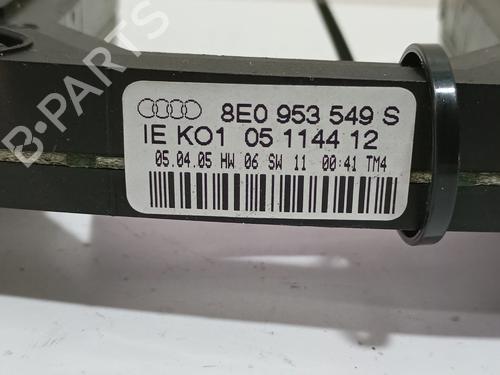 8E0 953 549 S
IE KO1 05 1144 12
05.04.05 HW 06 SW 11 00:41 TM4
B-PARTS